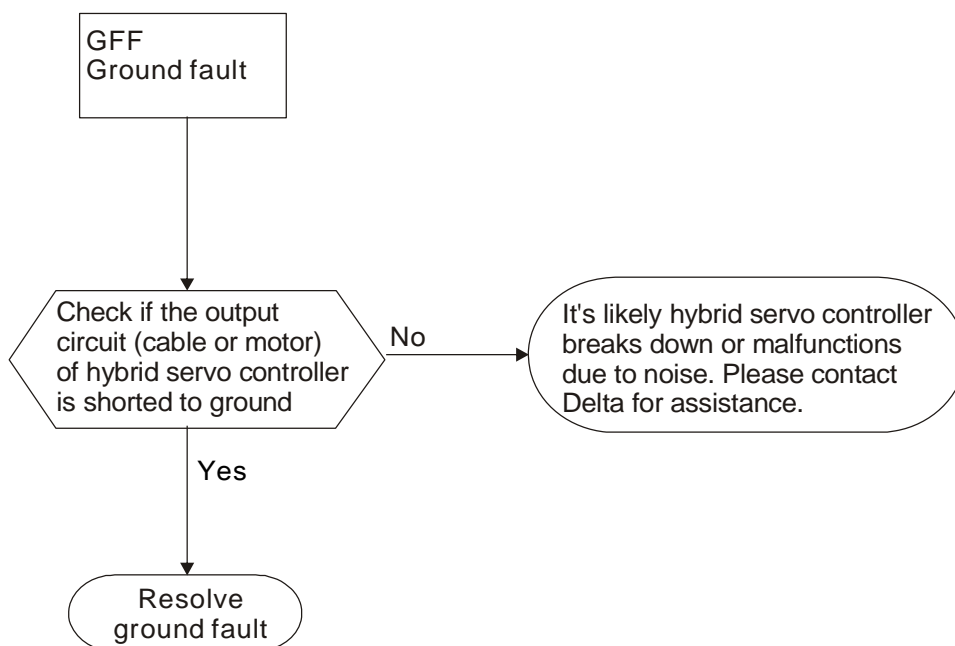 GFF
Ground fault
Check if the output
circuit (cable or motor)
of hybrid servo controller
is shorted to ground
No
It's likely hybrid servo controller
breaks down or malfunctions
due to noise. Please contact
Delta for assistance.
Yes
Resolve
ground fault